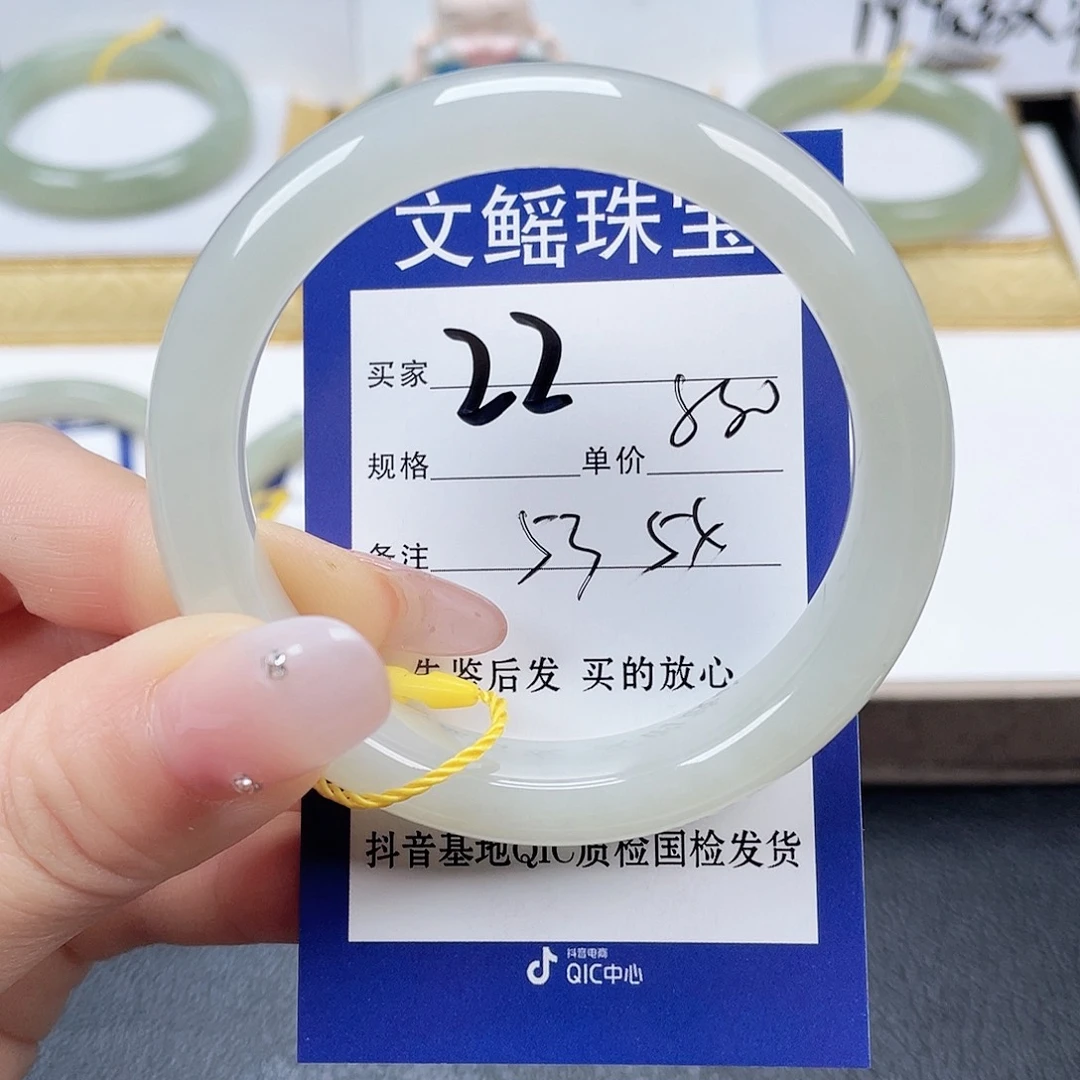 文鳐珠宝
买家 22
规格 单价 850
备注 53 54
先鉴后发 买的放心
抖音基地QIC质检国检发货
抖音电商
QIC中心